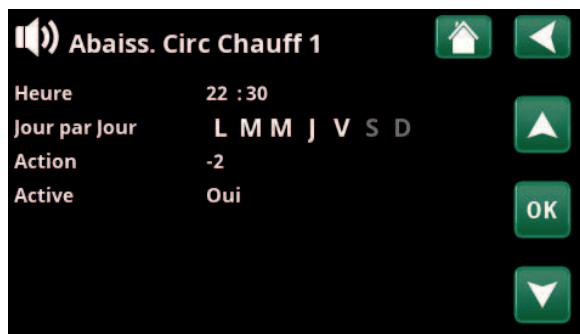 Abaiss. Circ Chauff 1
Heure 22 :30
Jour par Jour L M M J V S D
Action -2
Active Oui
OK